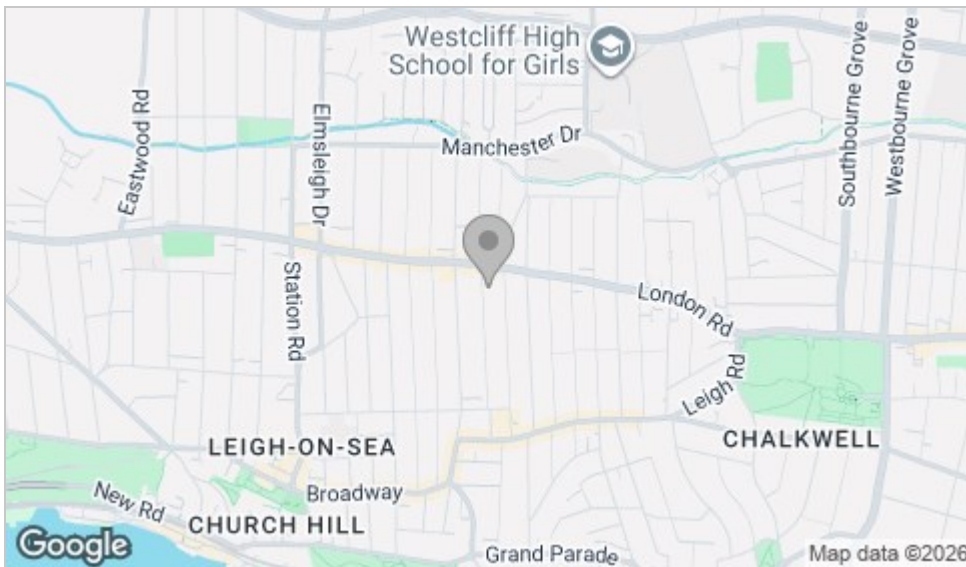 Westcliff High
School for Girls
Southbourne Grove
Westbourne Grove
Eastwood Rd
Elmsleigh Dr
Manchester Dr
Station Rd
London Rd
Leigh Rd
LEIGH-ON-SEA
CHALKWELL
Broadway
New Rd
CHURCH HILL
Grand Parade
Google
Map data ©2026